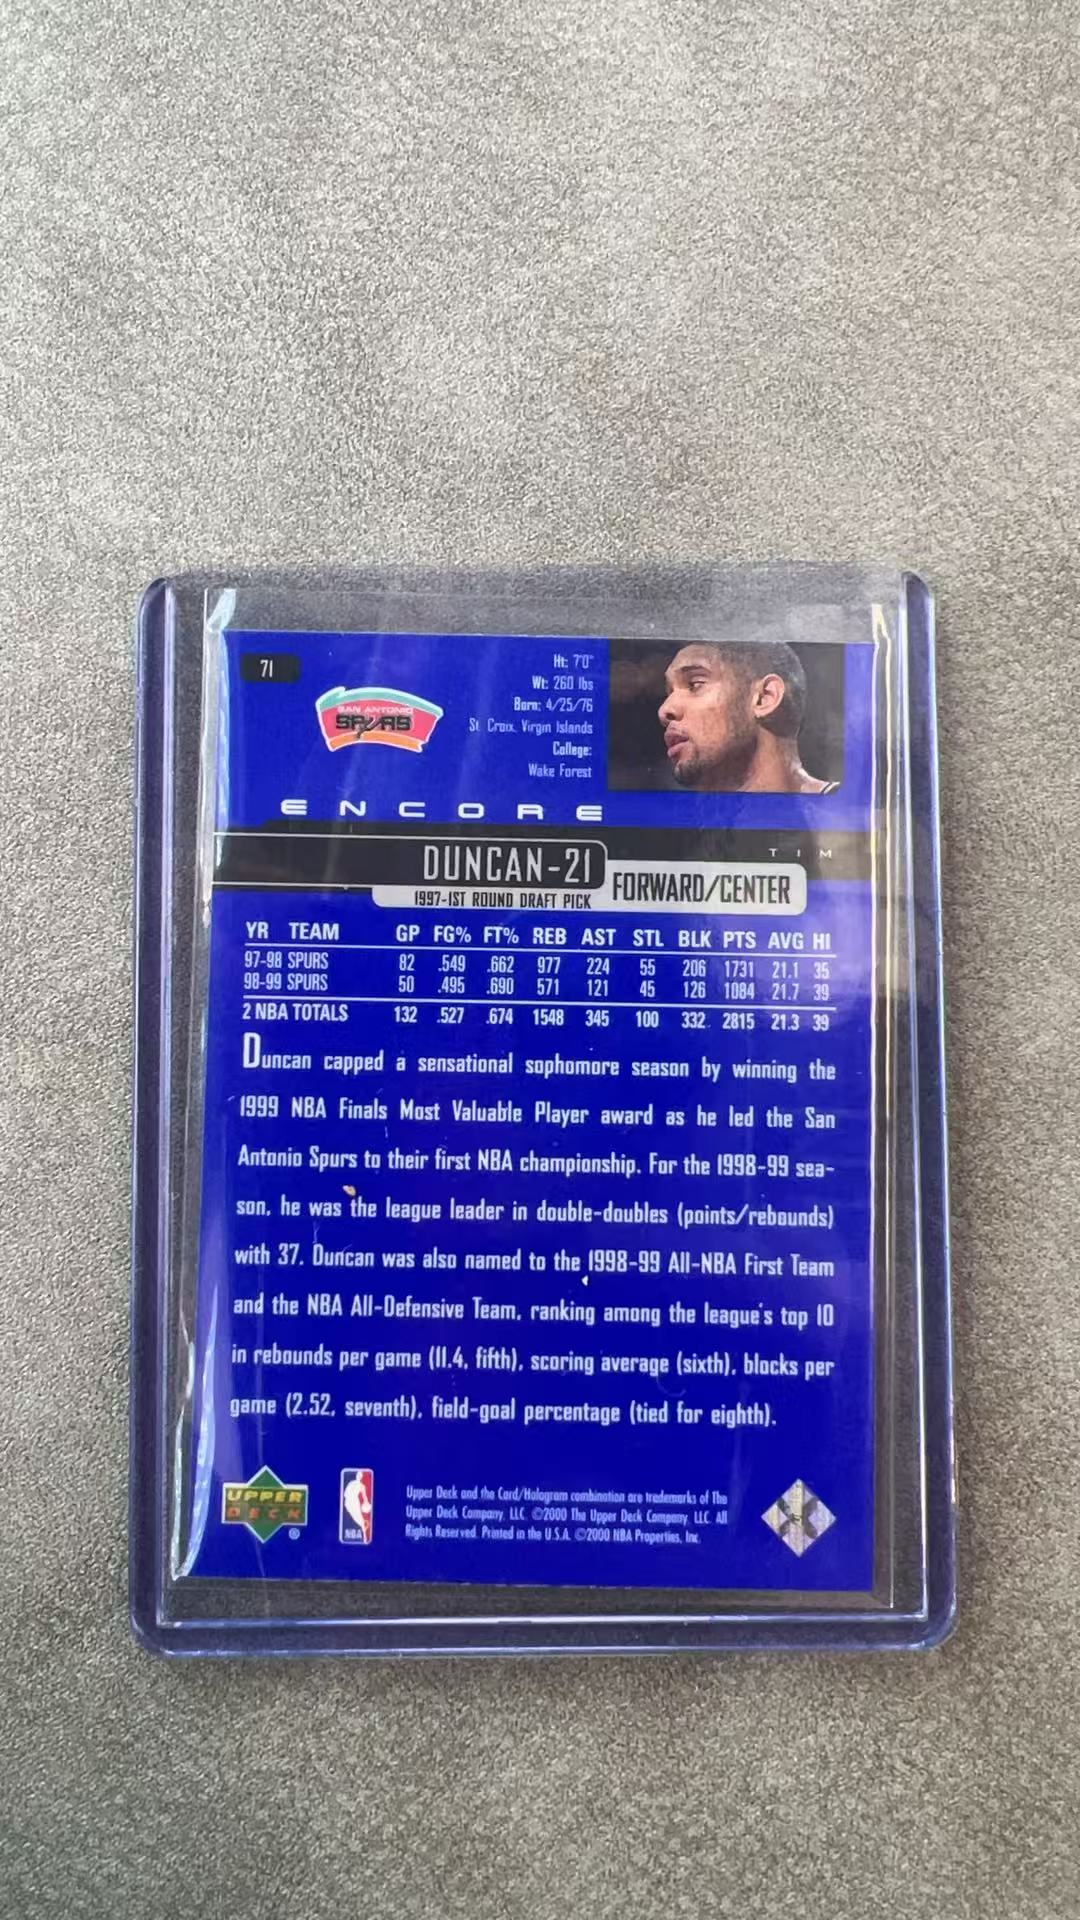 71
SAN ANTONIO
SPURS
Ht: 7'0"
Wt: 260 lbs
Born: 4/25/76
St. Croix, Virgin Islands
College:
Wake Forest
ENCORE
TIM
DUNCAN-21
1997-1ST ROUND DRAFT PICK
FORWARD/CENTER
YR TEAM GP FG% FT% REB AST STL BLK PTS AVG HI
97-98 SPURS 82 .549 .662 977 224 55 206 1731 21.1 35
98-99 SPURS 50 .495 .690 571 121 45 126 1084 21.7 39
2 NBA TOTALS 132 .527 .674 1548 345 100 332 2815 21.3 39
Duncan capped a sensational sophomore season by winning the
1999 NBA Finals Most Valuable Player award as he led the San
Antonio Spurs to their first NBA championship. For the 1998-99 sea-
son, he was the league leader in double-doubles (points/rebounds)
with 37. Duncan was also named to the 1998-99 All-NBA First Team
and the NBA All-Defensive Team, ranking among the league's top 10
in rebounds per game (11.4, fifth), scoring average (sixth), blocks per
game (2.52, seventh), field-goal percentage (tied for eighth).
UPPER
DECK
®
NBA
Upper Deck and the Card/Hologram combination are trademarks of The
Upper Deck Company, LLC. ©2000 The Upper Deck Company, LLC. All
Rights Reserved. Printed in the U.S.A. ©2000 NBA Properties, Inc.